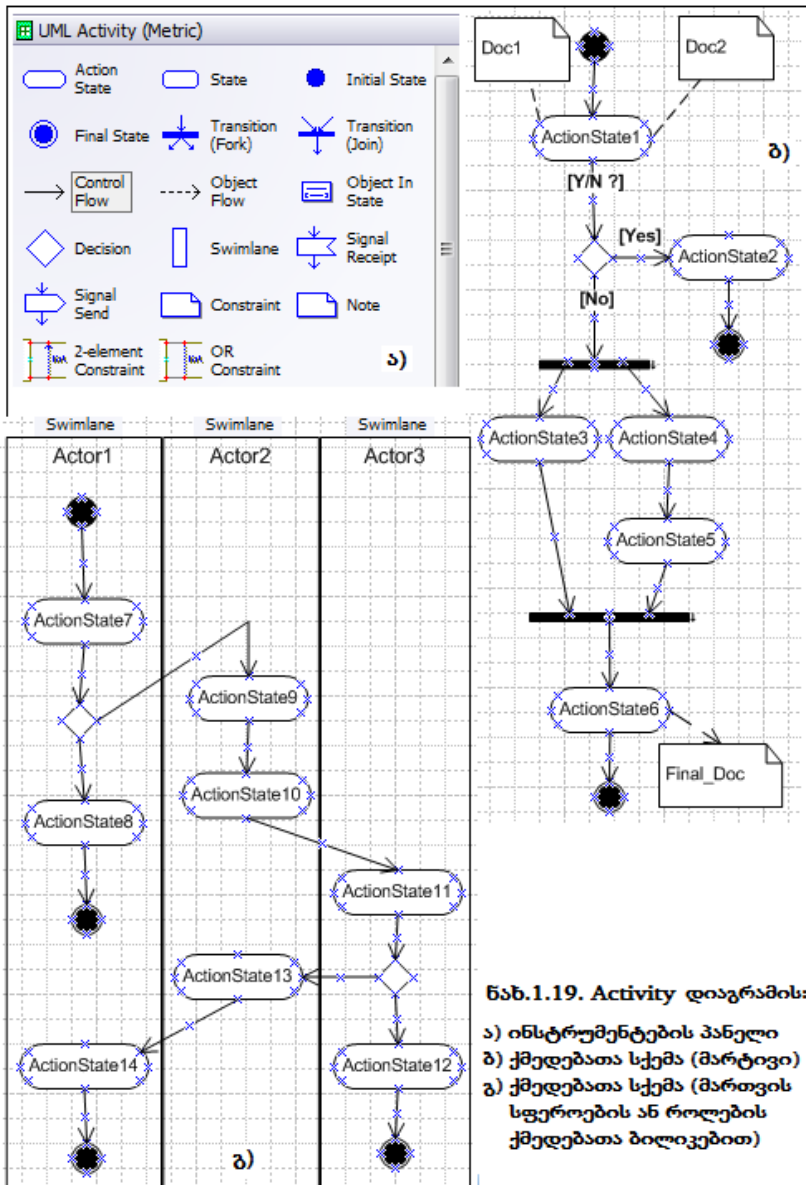 UML Activity (Metric)
Action State
State
Initial State
Final State
Transition (Fork)
Transition (Join)
Control Flow
Object Flow
Object In State
Decision
Swimlane
Signal Receipt
Signal Send
Constraint
Note
2-element Constraint
OR Constraint
ა)
Doc1
Doc2
ActionState1
ბ)
[Y/N ?]
[Yes]
ActionState2
[No]
ActionState3
ActionState4
ActionState5
ActionState6
Final_Doc
Swimlane
Swimlane
Swimlane
Actor1
Actor2
Actor3
ActionState7
ActionState9
ActionState10
ActionState8
ActionState11
ActionState13
ActionState14
ActionState12
გ)
ნახ.1.19. Activity დიაგრამის:
ა) ინსტრუმენტების პანელი
ბ) ქმედებათა სქემა (მარტივი)
გ) ქმედებათა სქემა (მართვის
სფეროების ან როლების
ქმედებათა ბილიკებით)